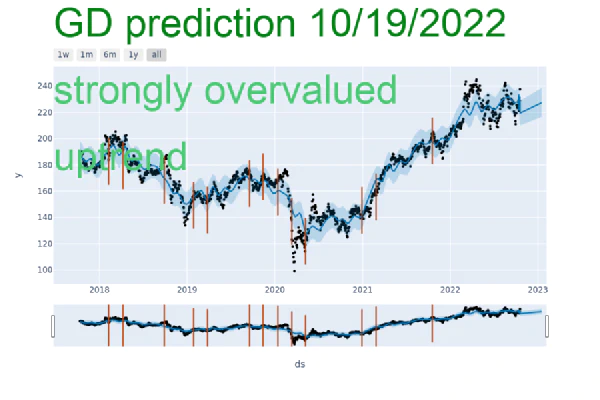 GD prediction 10/19/2022
1w 1m 6m 1y all
strongly overvalued
uptrend
240
220
200
180
160
140
120
100
y
2018 2019 2020 2021 2022 2023
ds